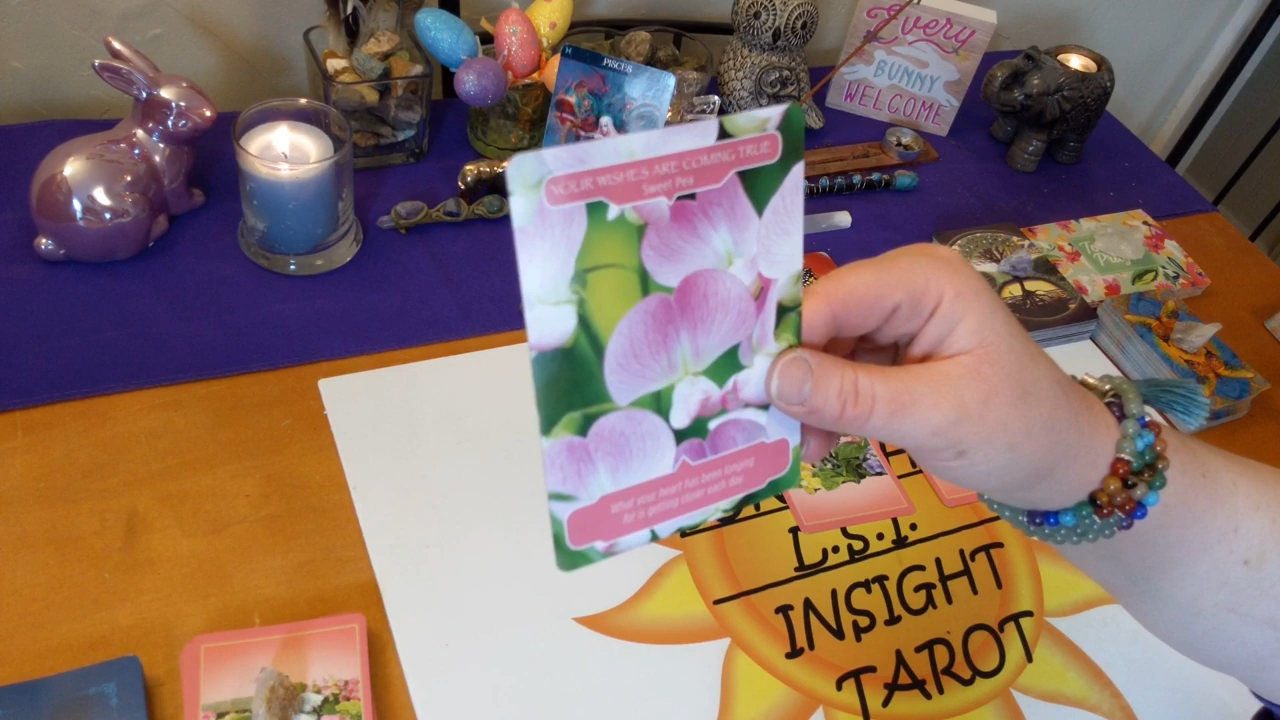 PISCES
Every
BUNNY
WELCOME
YOUR WISHES ARE COMING TRUE
Sweet Pea
What your heart has been longing
for is getting closer each day
L.S.I.
INSIGHT
TAROT